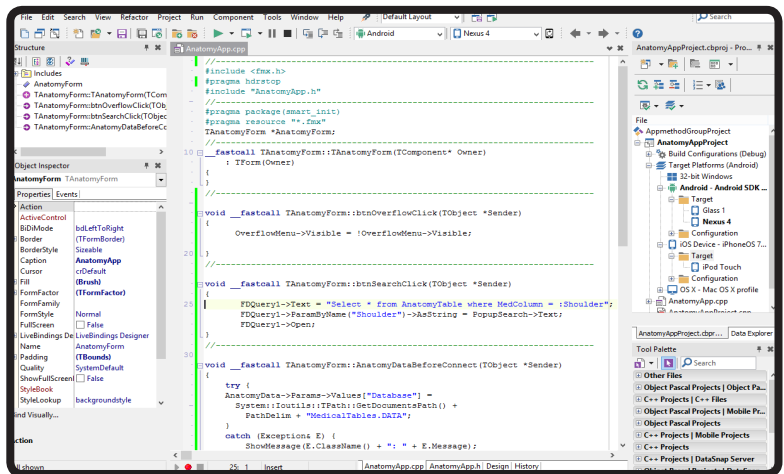 File Edit Search View Refactor Project Run Component Tools Window Help Default Layout Search
Android Nexus 4
Structure
Includes
AnatomyForm
TAnatomyForm::TAnatomyForm(TCom
TAnatomyForm::btnOverflowClick(TObj
TAnatomyForm::btnSearchClick(TObjec
TAnatomyForm::AnatomyDataBeforeCo
Object Inspector
AnatomyForm TAnatomyForm
Properties Events
Action
ActiveControl
BiDiMode bdLeftToRight
Border (TFormBorder)
BorderStyle Sizeable
Caption AnatomyApp
Cursor crDefault
Fill (Brush)
FormFactor (TFormFactor)
FormFamily
FormStyle Normal
FullScreen False
LiveBindings De LiveBindings Designer
Name AnatomyForm
Padding (TBounds)
Quality SystemDefault
ShowFullScreenI False
StyleBook
StyleLookup backgroundstyle
Bind Visually...
Action
All shown
AnatomyApp.cpp
//
#include <fmx.h>
#pragma hdrstop
#include "AnatomyApp.h"
//
#pragma package(smart_init)
#pragma resource "*.fmx"
TAnatomyForm *AnatomyForm;
//
10 __fastcall TAnatomyForm::TAnatomyForm(TComponent* Owner)
: TForm(Owner)
{
}
//
void __fastcall TAnatomyForm::btnOverflowClick(TObject *Sender)
{
OverflowMenu->Visible = !OverflowMenu->Visible;
20 }
//
void __fastcall TAnatomyForm::btnSearchClick(TObject *Sender)
{
25 FDQuery1->Text = "Select * from AnatomyTable where MedColumn = :Shoulder";
FDQuery1->ParamByName("Shoulder")->AsString = PopupSearch->Text;
FDQuery1->Open;
}
//
50
void __fastcall TAnatomyForm::AnatomyDataBeforeConnect(TObject *Sender)
{
try {
AnatomyData->Params->Values["Database"] =
System::Ioutils::TPath::GetDocumentsPath() +
PathDelim + "MedicalTables.DATA";
}
catch (Exception& E) {
ShowMessage(E.ClassName() + ": " + E.Message);
25: 1 Insert AnatomyApp.cpp AnatomyApp.h Design History
AnatomyAppProject.cbproj - Pro...
File
AppmethodGroupProject
AnatomyAppProject
Build Configurations (Debug)
Target Platforms (Android)
32-bit Windows
Android - Android SDK ...
Target
Glass 1
Nexus 4
Configuration
iOS Device - iPhoneOS 7...
Target
iPod Touch
Configuration
OS X - Mac OS X profile
AnatomyApp.cpp
AnatomyAppProject.cpp
AnatomyAppProject.cbpr... Data Explorer
Tool Palette
Search
Other Files
Object Pascal Projects | Object Pa...
C++ Projects | C++ Files
Object Pascal Projects | Mobile Pr...
Object Pascal Projects
C++ Projects | Mobile Projects
C++ Projects
C++ Projects | DataSnap Server